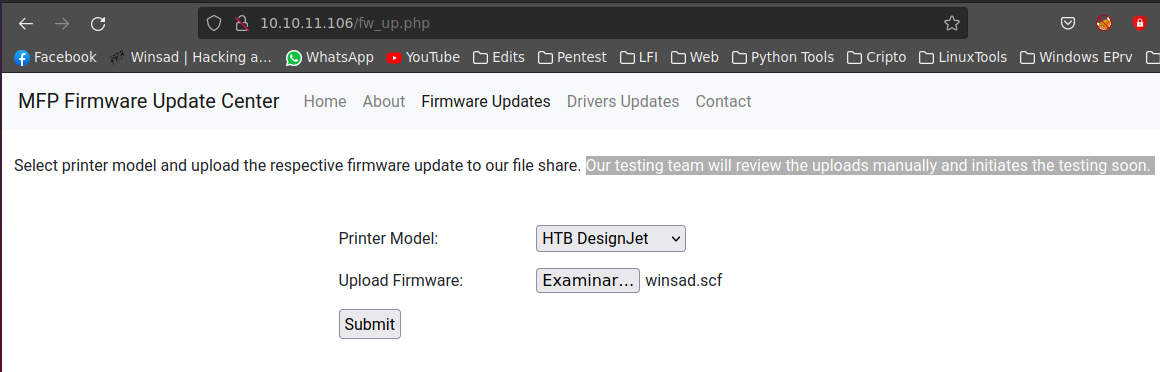 10.10.11.106/fw_up.php
Facebook Winsad | Hacking a... WhatsApp YouTube Edits Pentest LFI Web Python Tools Cripto LinuxTools Windows EPrv
MFP Firmware Update Center Home About Firmware Updates Drivers Updates Contact
Select printer model and upload the respective firmware update to our file share. Our testing team will review the uploads manually and initiates the testing soon.
Printer Model: HTB DesignJet
Upload Firmware: Examinar... winsad.scf
Submit